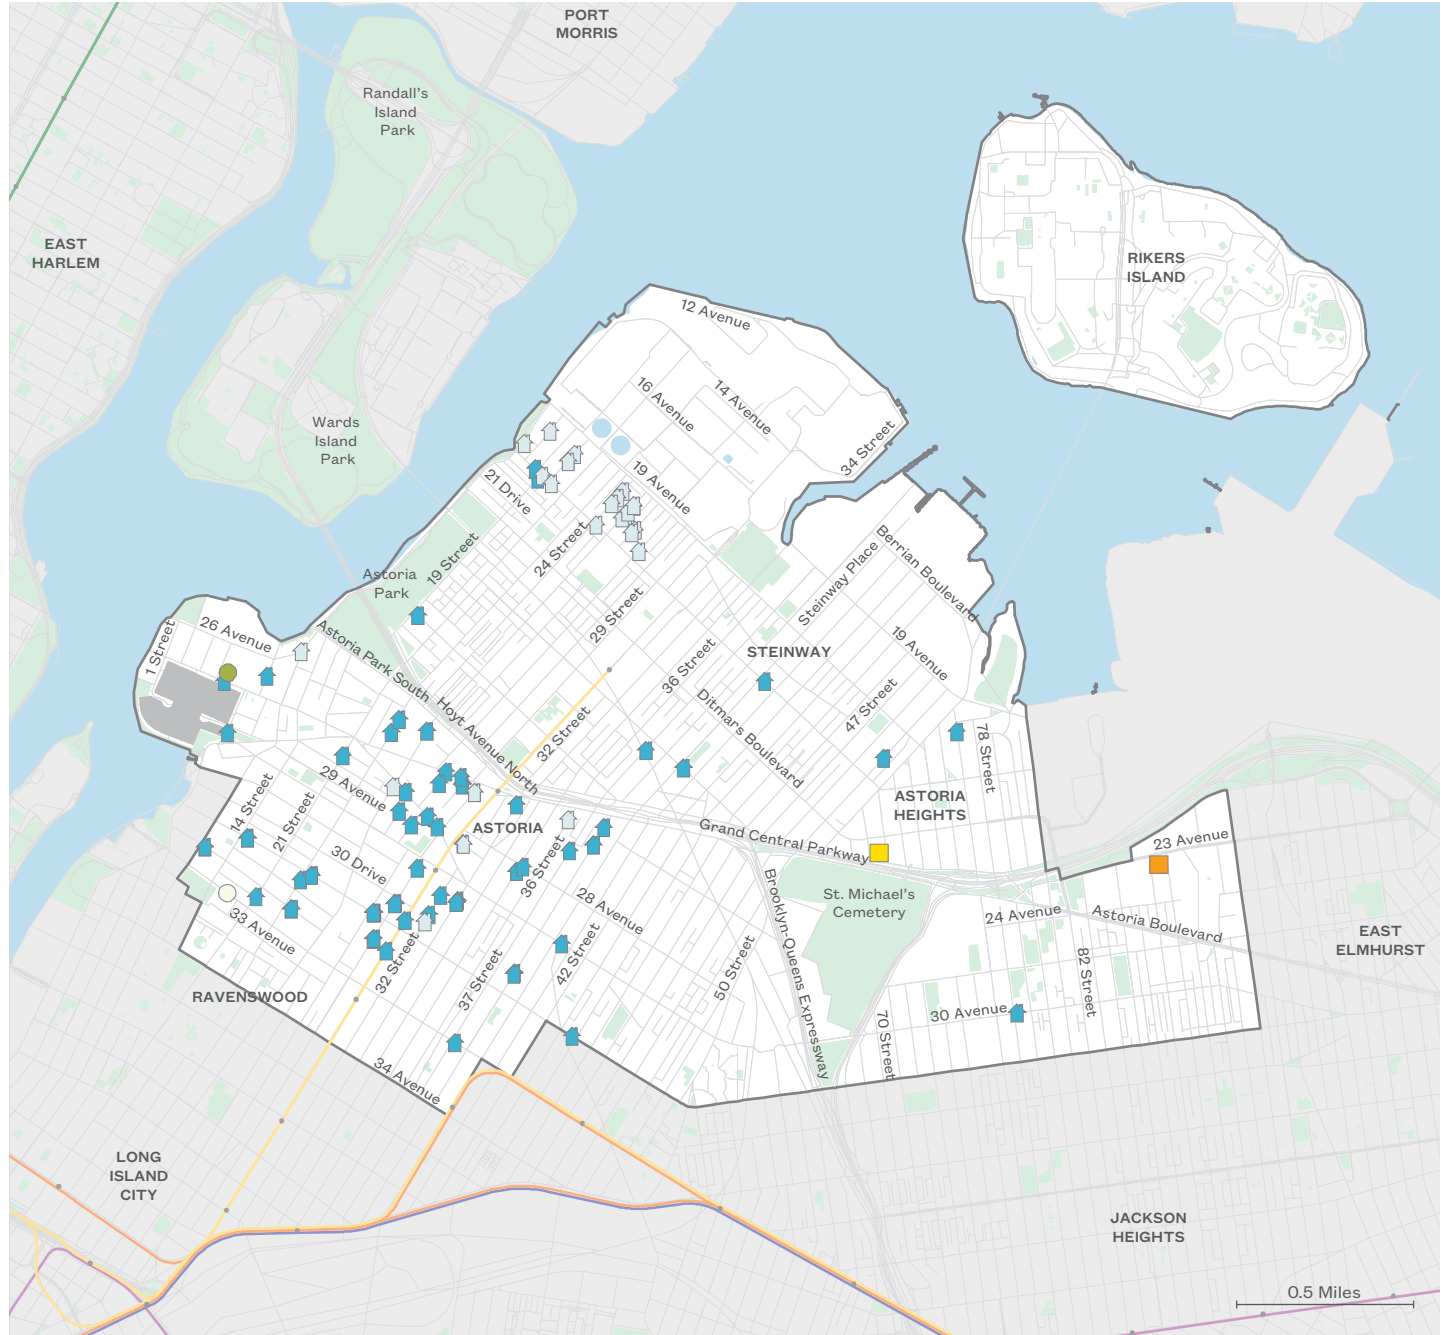 PORT
MORRIS
Randall's
Island
Park
EAST
HARLEM
RIKERS
ISLAND
12 Avenue
16 Avenue
14 Avenue
Wards
Island
Park
34 Street
19 Avenue
21 Drive
24 Street
19 Street
Astoria
Park
Berrian Boulevard
Steinway Place
29 Street
26 Avenue
1 Street
Astoria Park South
STEINWAY
36 Street
19 Avenue
47 Street
Ditmars Boulevard
Hoyt Avenue North
32 Street
78 Street
29 Avenue
14 Street
21 Street
ASTORIA
HEIGHTS
ASTORIA
Grand Central Parkway
23 Avenue
30 Drive
36 Street
Brooklyn-Queens Expressway
St. Michael's
Cemetery
28 Avenue
24 Avenue
Astoria Boulevard
33 Avenue
EAST
ELMHURST
32 Street
37 Street
42 Street
50 Street
82 Street
RAVENSWOOD
30 Avenue
70 Street
34 Avenue
LONG
ISLAND
CITY
JACKSON
HEIGHTS
0.5 Miles